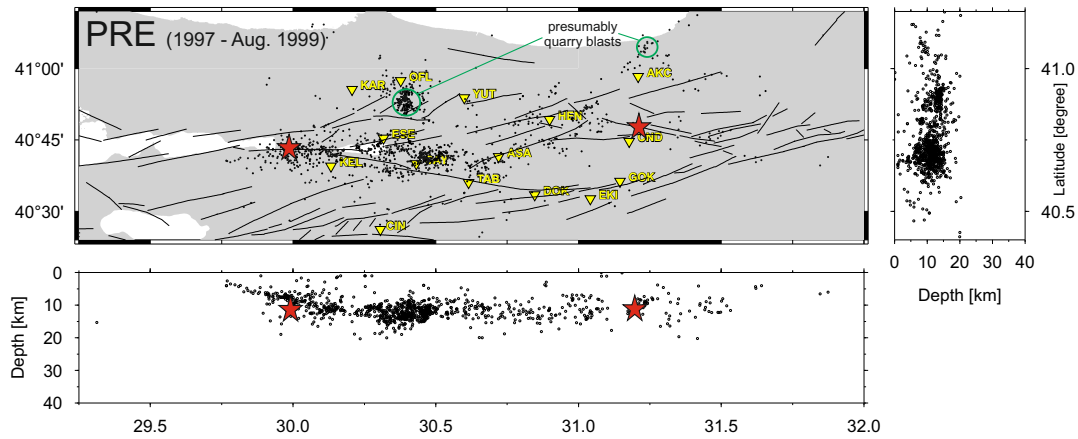 PRE (1997 - Aug. 1999)
presumably
quarry blasts
41°00'
40°45'
40°30'
KAR
OFL
AKC
YUT
HEN
ESE
GND
KEL
ASA
TAB
DOK
GOK
EKI
CIN
41.0
40.5
Latitude [degree]
0 10 20 30 40
Depth [km]
0
10
20
30
40
Depth [km]
29.5 30.0 30.5 31.0 31.5 32.0